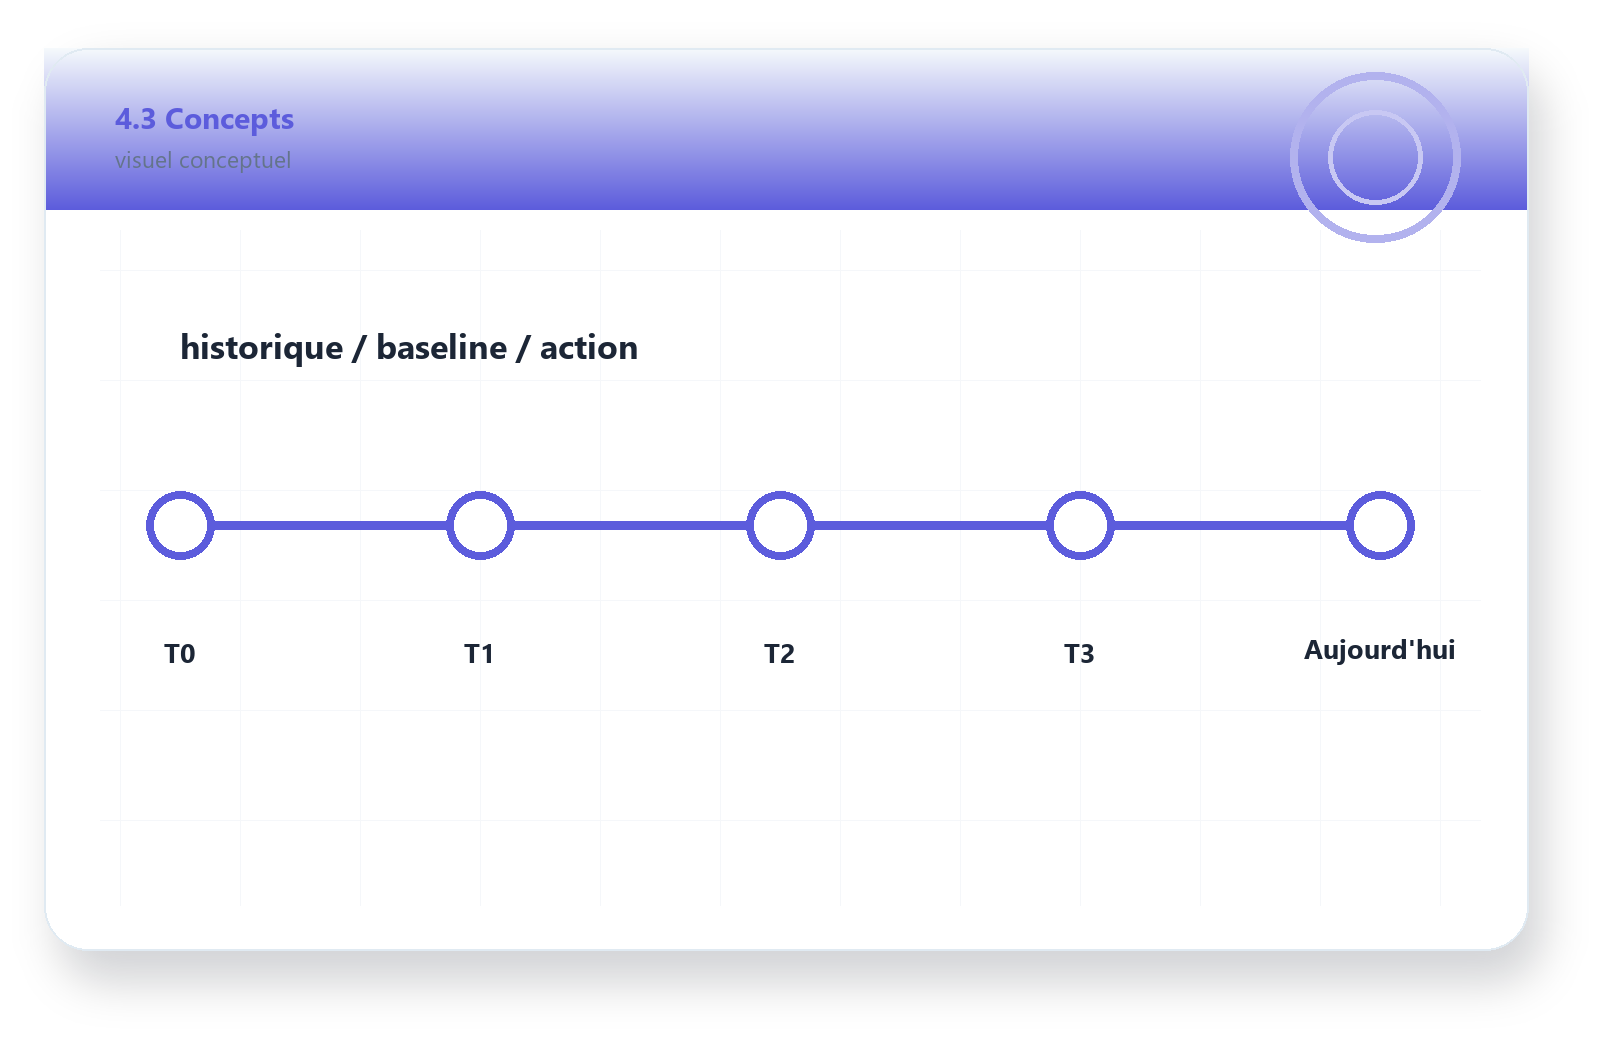 4.3 Concepts
visuel conceptuel
historique / baseline / action
T0
T1
T2
T3
Aujourd'hui